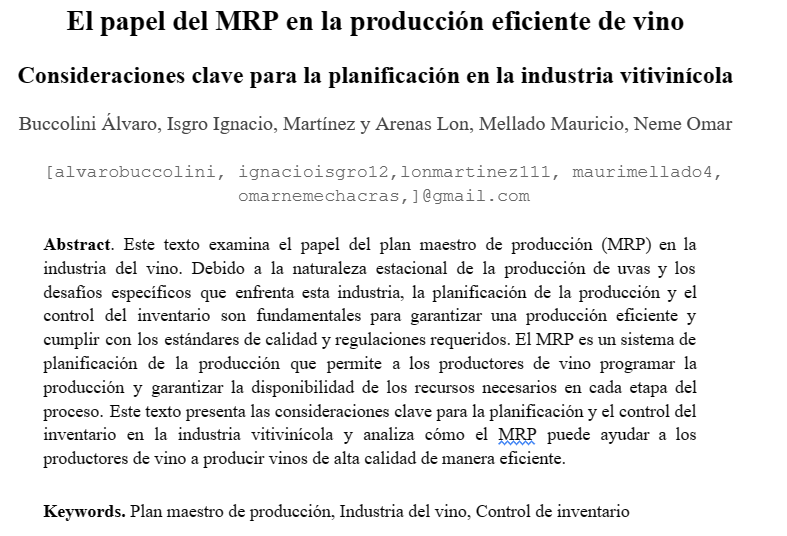 El papel del MRP en la producción eficiente de vino
Consideraciones clave para la planificación en la industria vitivinícola
Buccolini Álvaro, Isgro Ignacio, Martínez y Arenas Lon, Mellado Mauricio, Neme Omar
[alvarobuccolini, ignacioisgro12,lonmartinez111, maurimellado4,
omarnemechacras,]@gmail.com
Abstract. Este texto examina el papel del plan maestro de producción (MRP) en la
industria del vino. Debido a la naturaleza estacional de la producción de uvas y los
desafíos específicos que enfrenta esta industria, la planificación de la producción y el
control del inventario son fundamentales para garantizar una producción eficiente y
cumplir con los estándares de calidad y regulaciones requeridos. El MRP es un sistema de
planificación de la producción que permite a los productores de vino programar la
producción y garantizar la disponibilidad de los recursos necesarios en cada etapa del
proceso. Este texto presenta las consideraciones clave para la planificación y el control del
inventario en la industria vitivinícola y analiza cómo el MRP puede ayudar a los
productores de vino a producir vinos de alta calidad de manera eficiente.
Keywords. Plan maestro de producción, Industria del vino, Control de inventario